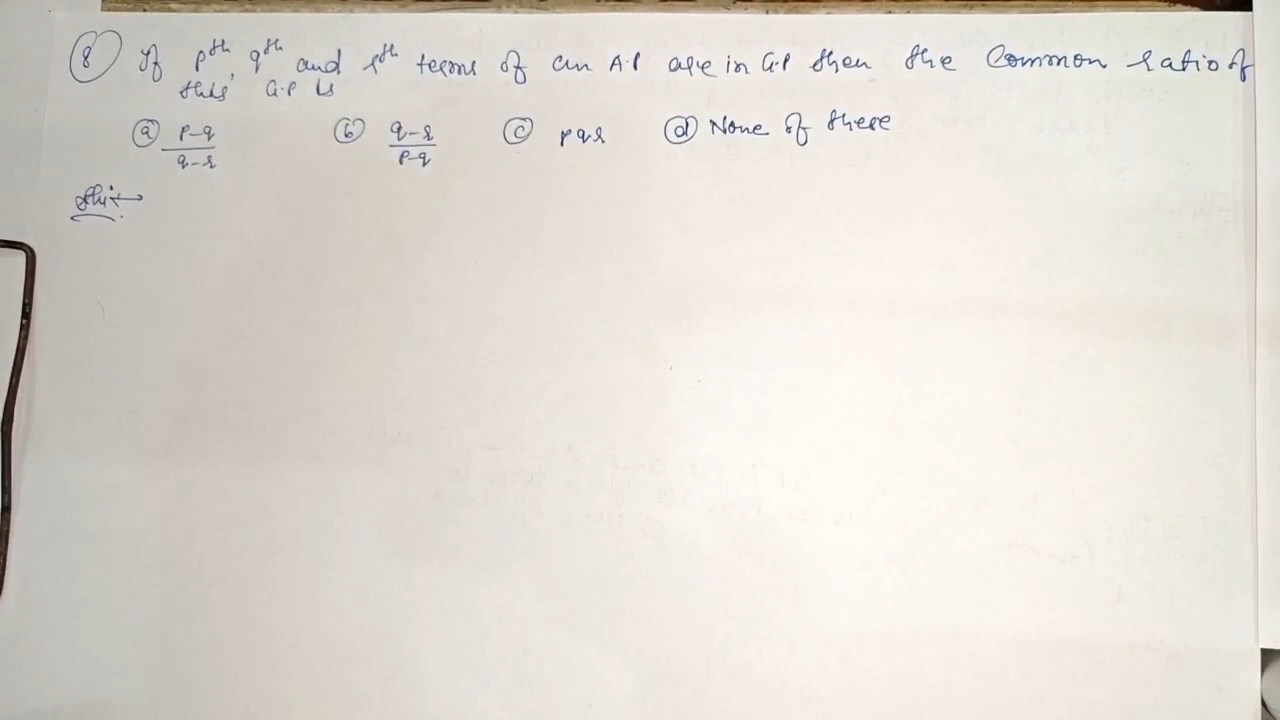 8 If pth, qth and rth terms of an A.P are in G.P then the Common ratio of
this G.P is
(a) p-q/q-r (b) q-r/p-q (c) pqr (d) None of these
Sol:-